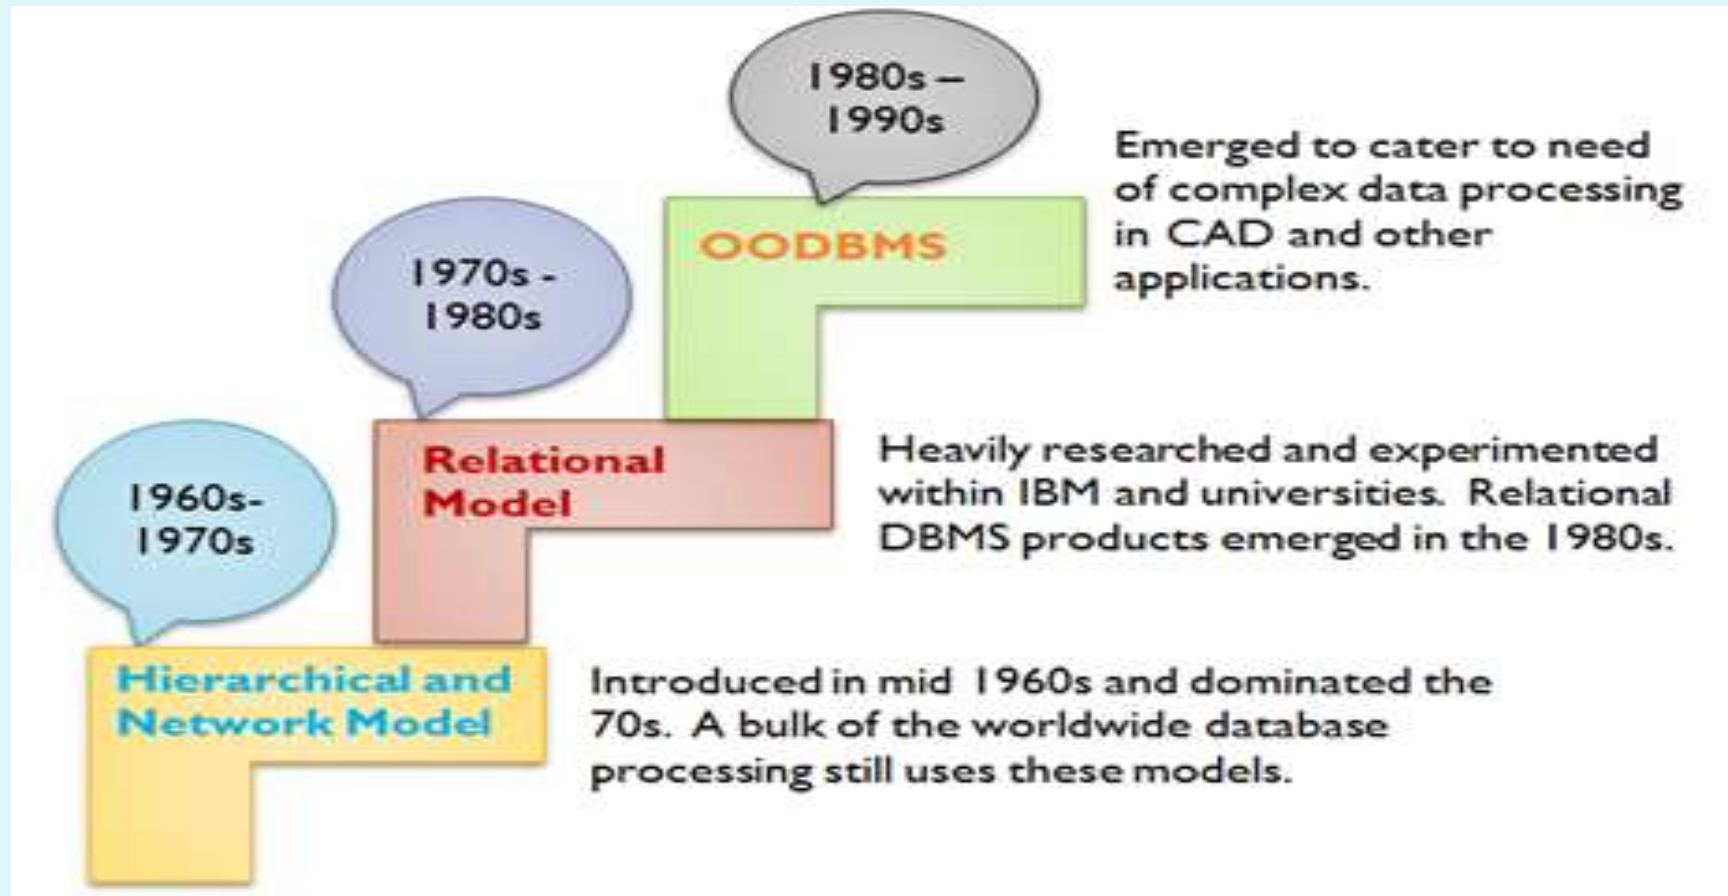 1980s –
1990s
Emerged to cater to need
of complex data processing
in CAD and other
applications.
OODBMS
1970s -
1980s
Relational
Model
Heavily researched and experimented
within IBM and universities. Relational
DBMS products emerged in the 1980s.
1960s-
1970s
Hierarchical and
Network Model
Introduced in mid 1960s and dominated the
70s. A bulk of the worldwide database
processing still uses these models.